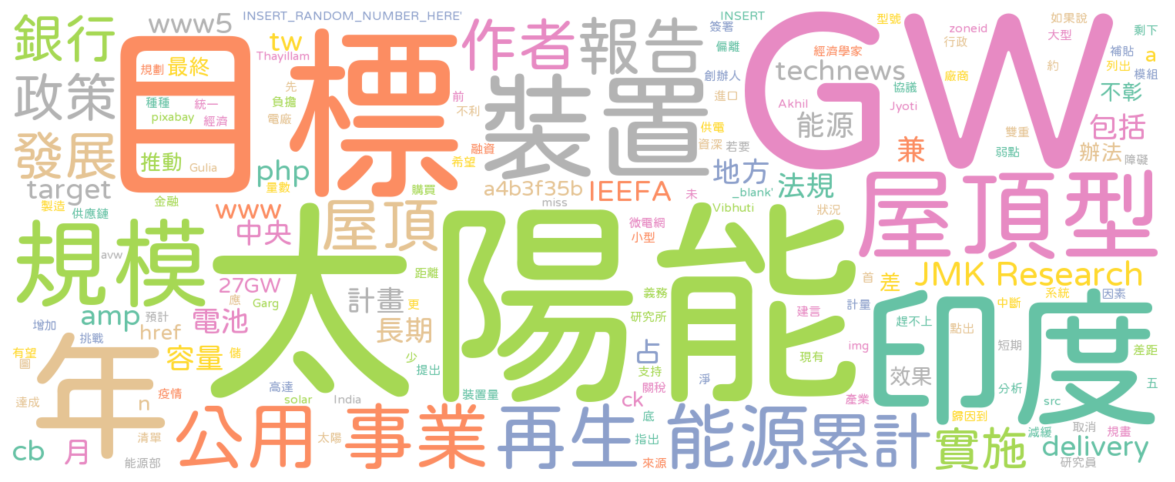 銀行
www5
tw
INSERT_RANDOM_NUMBER_HERE'
作者
報告
簽署
INSERT
偏離
GW
型號
zoneid
行政
如果說
大型
剩下
補貼
a
列出
模組
約
規劃
最終
目標
Thayillam
政策
種種
統一
pixabay
經濟
先
負擔
電廠
前
不利
裝置
創辦人
進口
經濟學家
technews
協議
廠商
Akhil
Jyoti
能源
不彰
包括
發展
推動
Gulia
php
量數
融資
希望
供電
資深
若要
雙重
弱點
兼
辦法
障礙
target
金融
製造
供應鏈
www
購買
a4b3f35b
miss
IEEFA
未
地方
_blank'
法規
Vibhuti
狀況
屋頂型
規模
avw
中央
屋頂
太陽能
微電網
小型
27GW
應
Garg
距離
計畫
更
義務
首
差
JMK Research
amp
預計
href
電池
長期
研究所
建言
計量
中斷
系統
因素
印度
增加
挑戰
年
容量
儲
少
提出
占
支持
現有
趕不上
點出
短期
差距
有望
圖
img
淨
關稅
效果
分析
五
達成
疫情
n
高達
solar
India
裝置量
ck
產業
src
公用
事業
再生
能源
累計
底
指出
歸因到
減緩
取消
規畫
cb
月
清單
能源部
太陽
來源
實施
delivery
研究員